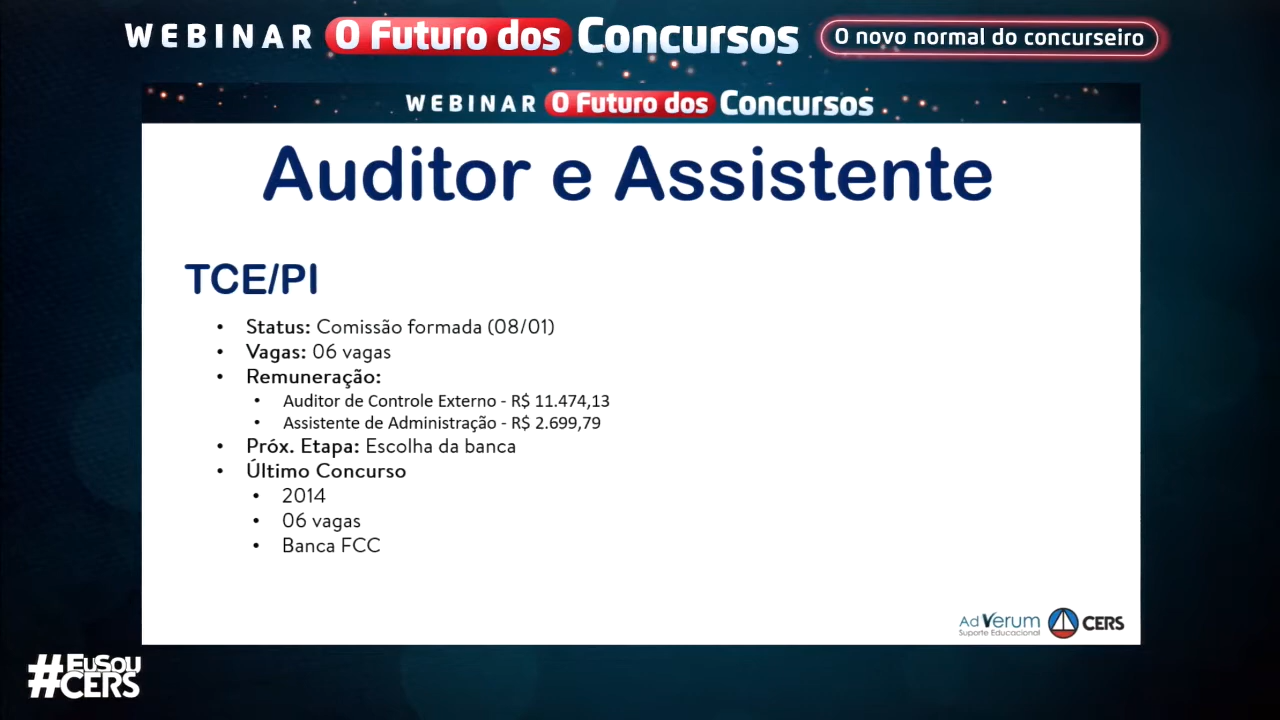 WEBINAR O Futuro dos Concursos O novo normal do concurseiro
WEBINAR O Futuro dos Concursos
Auditor e Assistente
TCE/PI
• Status: Comissão formada (08/01)
• Vagas: 06 vagas
• Remuneração:
• Auditor de Controle Externo - R$ 11.474,13
• Assistente de Administração - R$ 2.699,79
• Próx. Etapa: Escolha da banca
• Último Concurso
• 2014
• 06 vagas
• Banca FCC
Ad Verum CERS
Suporte Educacional
#EuSou
CERS